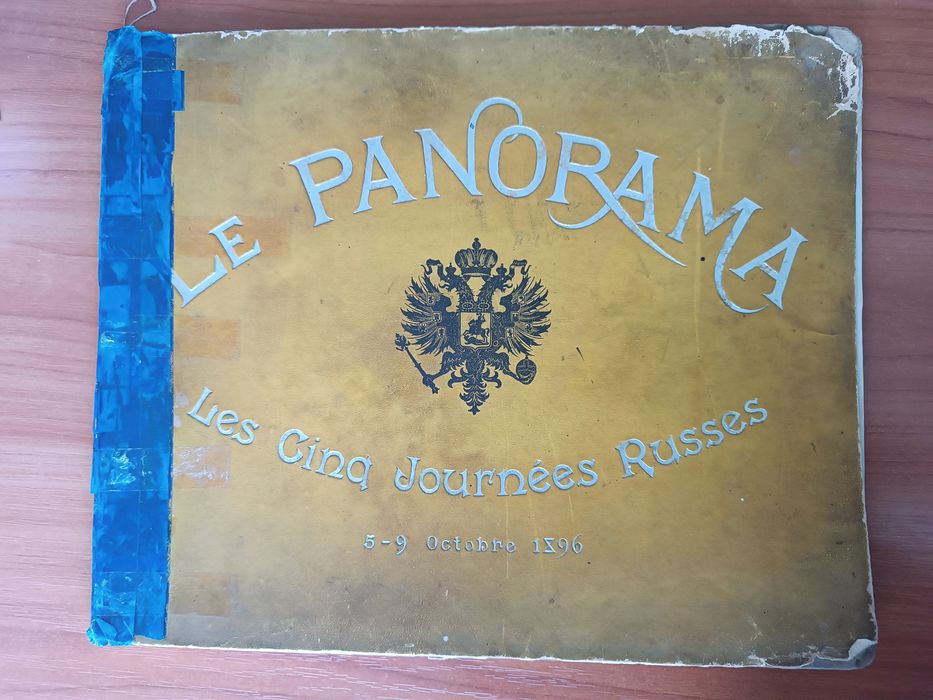 LE PANORAMA
Les Cinq Journées Russes
5-9 Octobre 1896